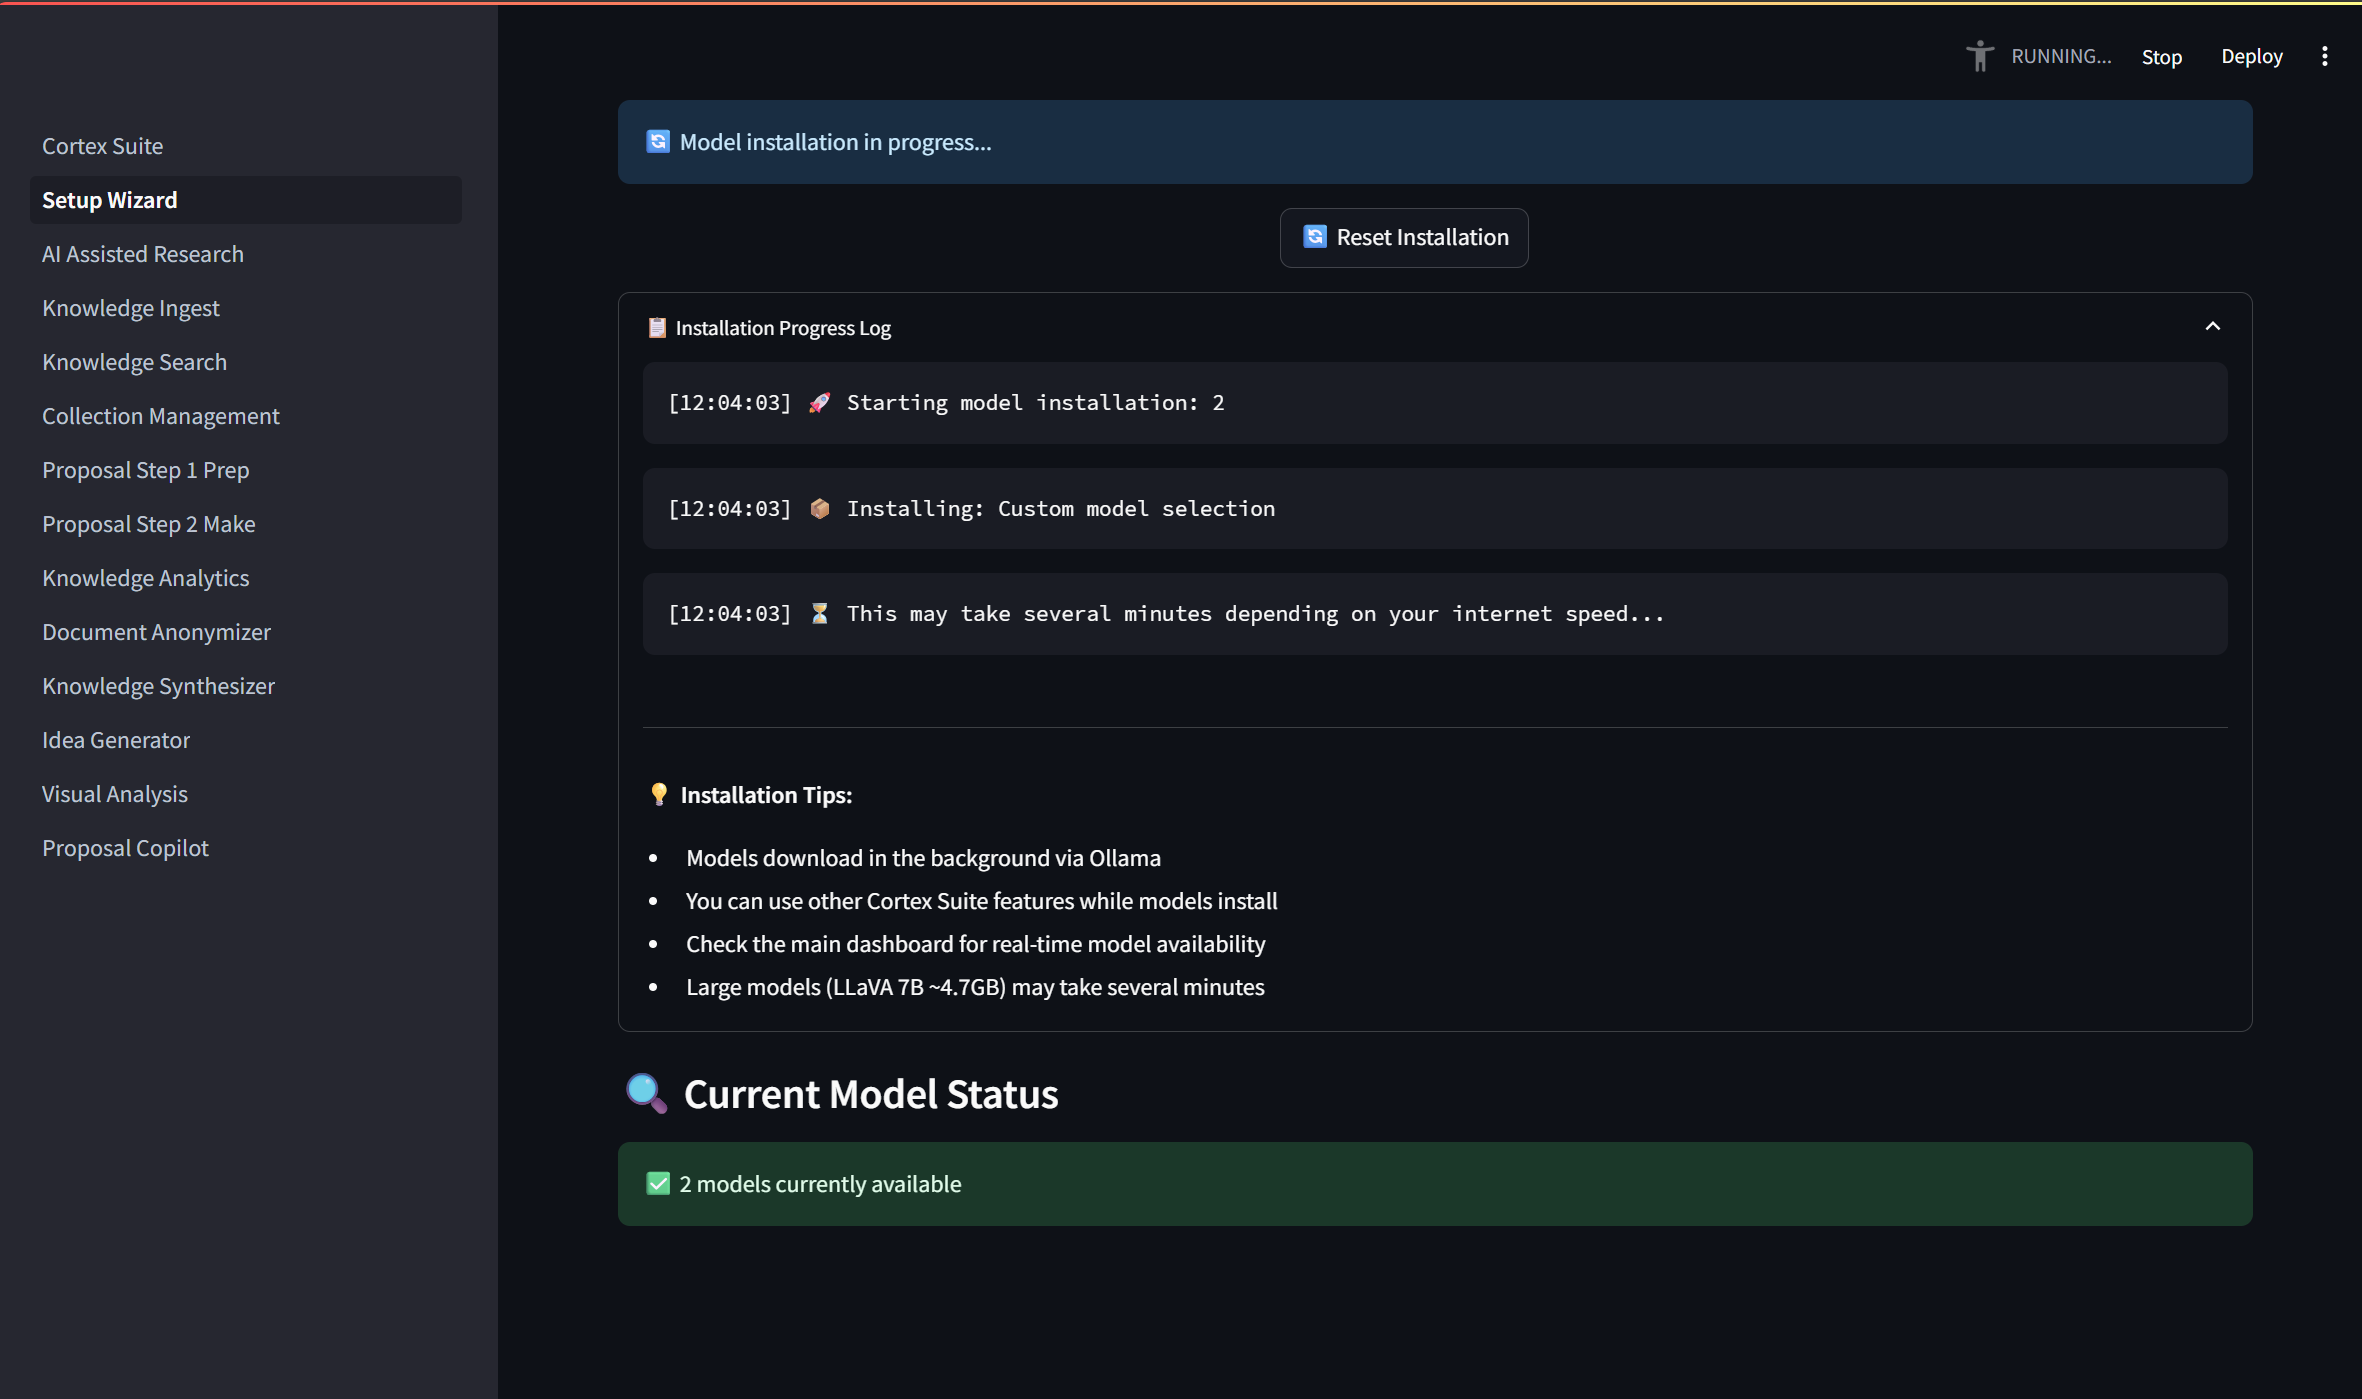 RUNNING...
Stop
Deploy
Cortex Suite
Setup Wizard
AI Assisted Research
Knowledge Ingest
Knowledge Search
Collection Management
Proposal Step 1 Prep
Proposal Step 2 Make
Knowledge Analytics
Document Anonymizer
Knowledge Synthesizer
Idea Generator
Visual Analysis
Proposal Copilot
🔄 Model installation in progress...
🔄 Reset Installation
📋 Installation Progress Log
[12:04:03] 🚀 Starting model installation: 2
[12:04:03] 📦 Installing: Custom model selection
[12:04:03] ⏳ This may take several minutes depending on your internet speed...
💡 Installation Tips:
• Models download in the background via Ollama
• You can use other Cortex Suite features while models install
• Check the main dashboard for real-time model availability
• Large models (LLaVA 7B ~4.7GB) may take several minutes
🔍 Current Model Status
✅ 2 models currently available